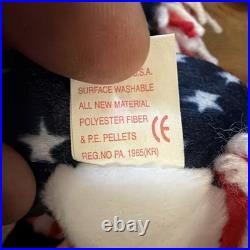 U.S.A.
SURFACE WASHABLE
ALL NEW MATERIAL
POLYESTER FIBER
& P.E. PELLETS
CE
REG.NO PA. 1965(KR)